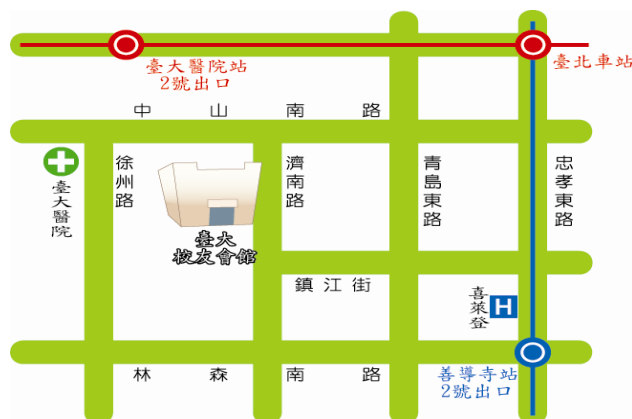 臺大醫院站
2號出口
臺北車站
中山南路
臺大醫院
徐州路
濟南路
青島東路
忠孝東路
臺大
校友會館
鎮江街
喜萊登
H
林森南路
善導寺站
2號出口